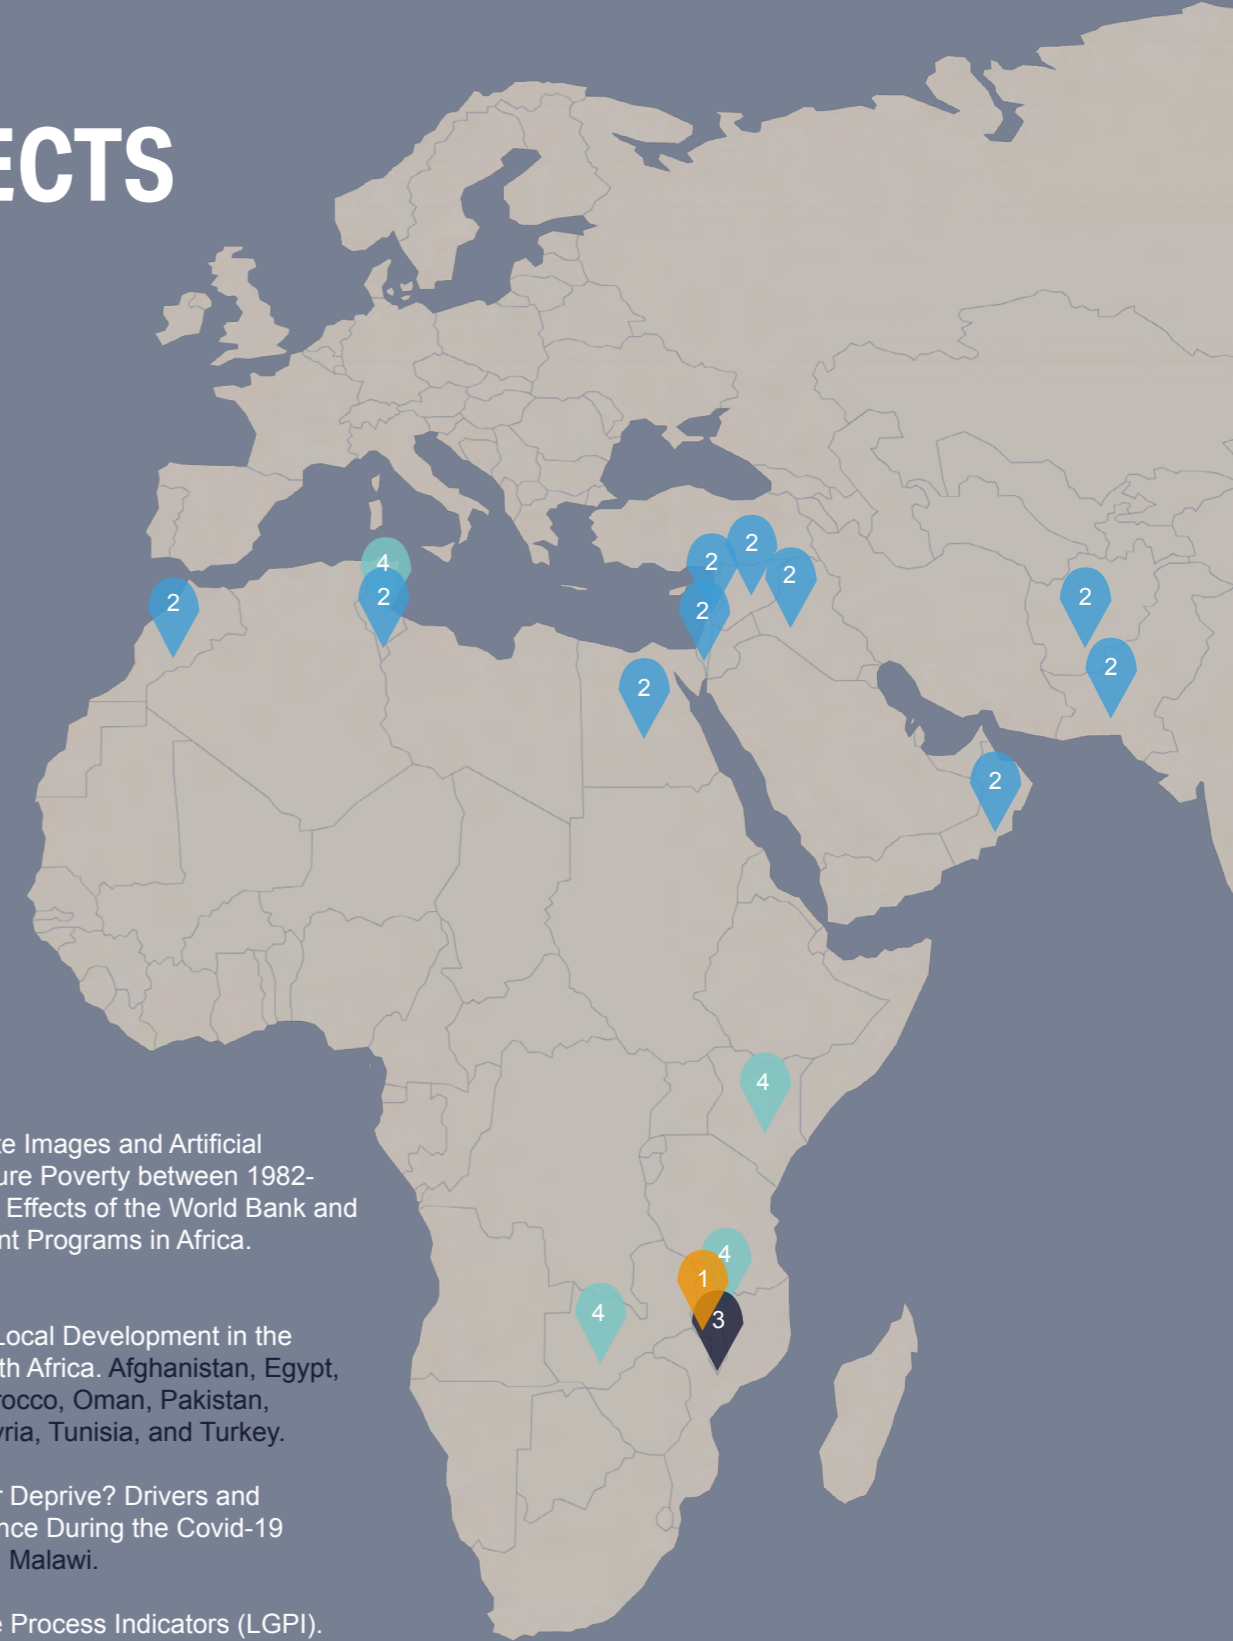 ECTS
4
2
2
2
2
2
2
2
2
2
2
4
4
1
4
3
te Images and Artificial
ure Poverty between 1982-
Effects of the World Bank and
nt Programs in Africa.
Local Development in the
th Africa. Afghanistan, Egypt,
rocco, Oman, Pakistan,
yria, Tunisia, and Turkey.
r Deprive? Drivers and
nce During the Covid-19
Malawi.
e Process Indicators (LGPI).